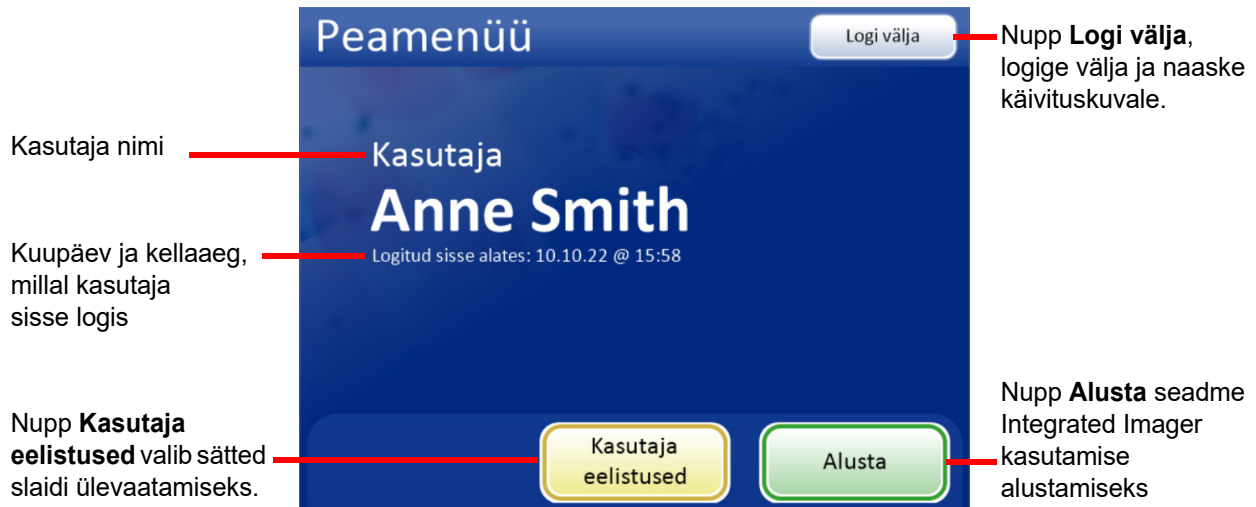 Peamenüü
Logi välja
Nupp Logi välja,
logige välja ja naaske
käivituskuvale.
Kasutaja nimi
Kasutaja
Anne Smith
Kuupäev ja kellaaeg,
millal kasutaja
sisse logis
Logitud sisse alates: 10.10.22 @ 15:58
Nupp Kasutaja
eelistused valib sätted
slaidi ülevaatamiseks.
Kasutaja
eelistused
Alusta
Nupp Alusta seadme
Integrated Imager
kasutamise
alustamiseks